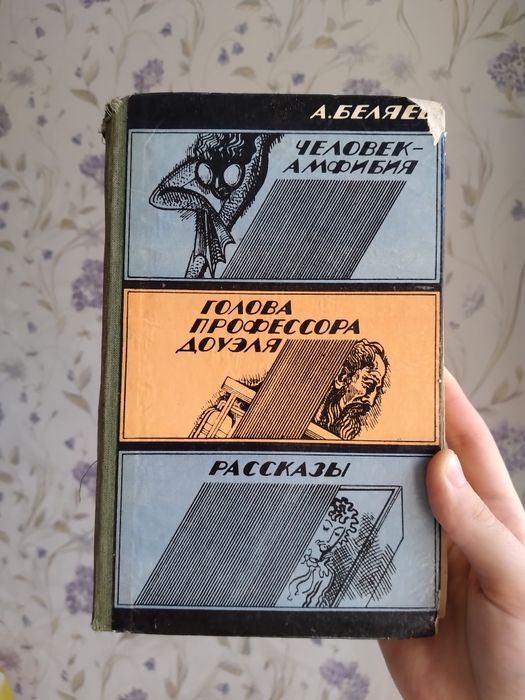 А.БЕЛЯЕВ
ЧЕЛОВЕК-
АМФИБИЯ
ГОЛОВА
ПРОФЕССОРА
ДОУЭЛЯ
РАССКАЗЫ